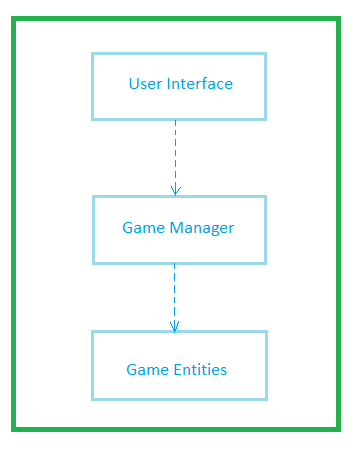 User Interface
Game Manager
Game Entities